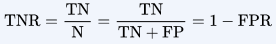 TNR = TN/N = TN/(TN + FP) = 1 − FPR